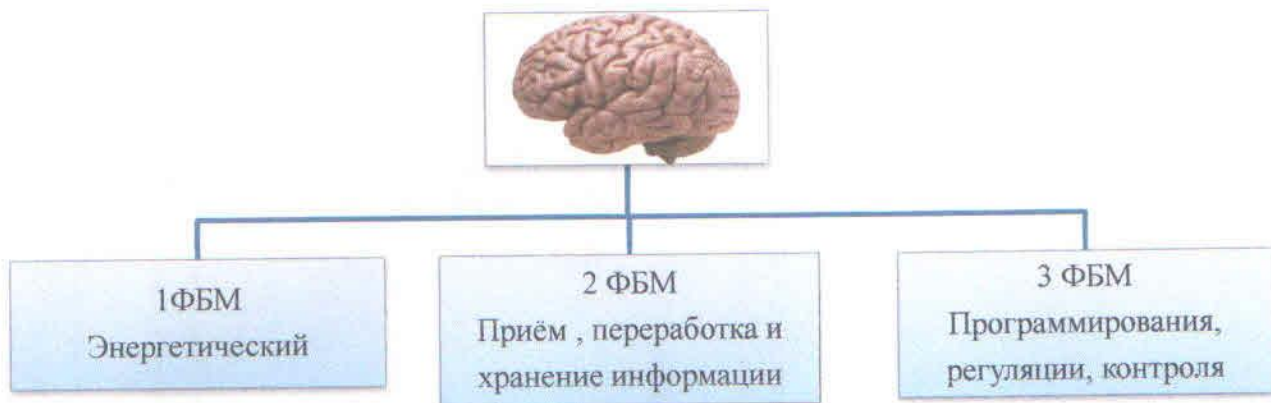 1ФБМ
Энергетический
2 ФБМ
Приём , переработка и
хранение информации
3 ФБМ
Программирования,
регуляции, контроля